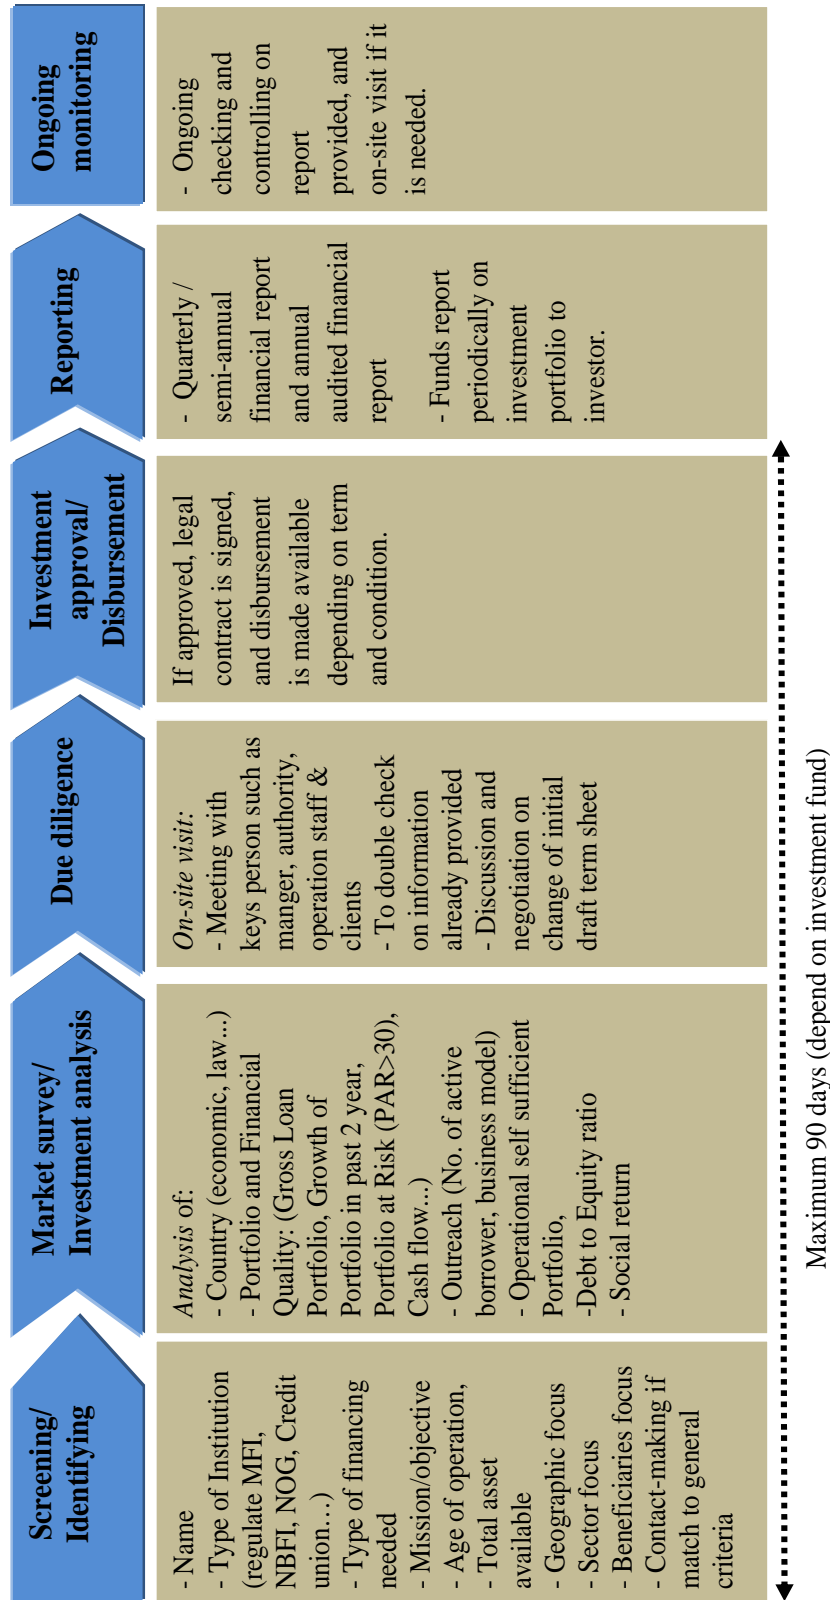 Screening/
Identifying
- Name
- Type of Institution
(regulate MFI,
NBFI, NOG, Credit
union…)
- Type of financing
needed
- Mission/objective
- Age of operation,
- Total asset
available
- Geographic focus
- Sector focus
- Beneficiaries focus
- Contact-making if
match to general
criteria
Market survey/
Investment analysis
Analysis of:
- Country (economic, law...)
- Portfolio and Financial
Quality: (Gross Loan
Portfolio, Growth of
Portfolio in past 2 year,
Portfolio at Risk (PAR>30),
Cash flow...)
- Outreach (No. of active
borrower, business model)
- Operational self sufficient
Portfolio,
-Debt to Equity ratio
- Social return
Due diligence
On-site visit:
- Meeting with
keys person such as
manger, authority,
operation staff &
clients
- To double check
on information
already provided
- Discussion and
negotiation on
change of initial
draft term sheet
Investment
approval/
Disbursement
If approved, legal
contract is signed,
and disbursement
is made available
depending on term
and condition.
Reporting
- Quarterly /
semi-annual
financial report
and annual
audited financial
report
- Funds report
periodically on
investment
portfolio to
investor.
Ongoing
monitoring
- Ongoing
checking and
controlling on
report
provided, and
on-site visit if it
is needed.
Maximum 90 days (depend on investment fund)